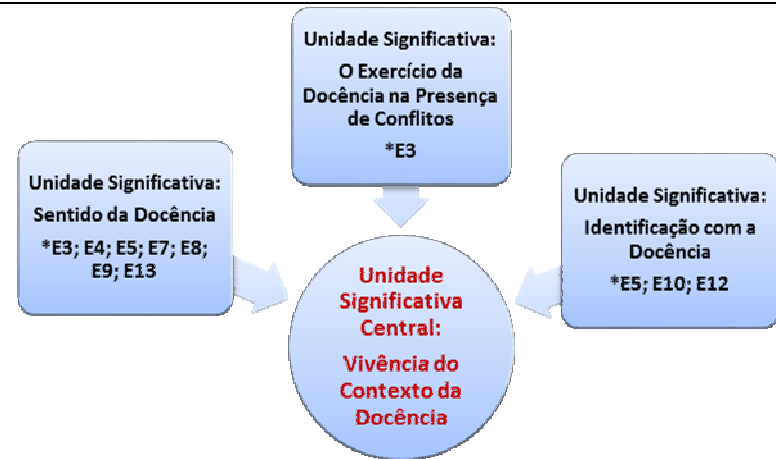 Unidade Significativa:
O Exercício da
Docência na Presença
de Conflitos
*E3
Unidade Significativa:
Sentido da Docência
*E3; E4; E5; E7; E8;
E9; E13
Unidade Significativa:
Identificação com a
Docência
*E5; E10; E12
Unidade
Significativa
Central:
Vivência do
Contexto da
Docência